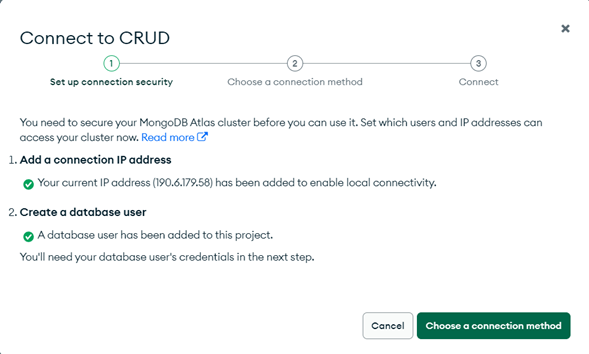 Connect to CRUD
1 2 3
Set up connection security Choose a connection method Connect
You need to secure your MongoDB Atlas cluster before you can use it. Set which users and IP addresses can
access your cluster now. Read more
1. Add a connection IP address
Your current IP address (190.6.179.58) has been added to enable local connectivity.
2. Create a database user
A database user has been added to this project.
You'll need your database user's credentials in the next step.
Cancel Choose a connection method